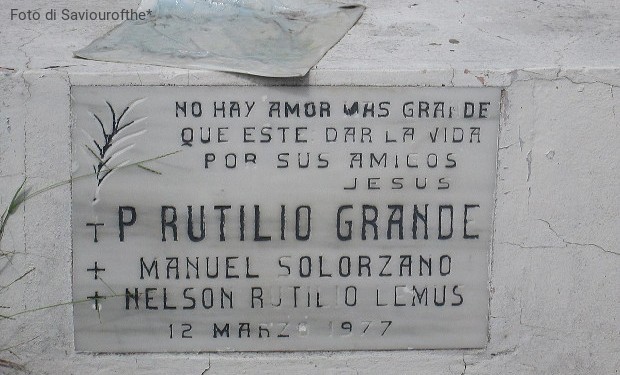 Foto di Saviourofthe*
NO HAY AMOR MAS GRANDE
QUE ESTE DAR LA VIDA
POR SUS AMIGOS
JESUS
P RUTILIO GRANDE
MANUEL SOLORZANO
NELSON RUTILIO LEMUS
12 MARZO 1977